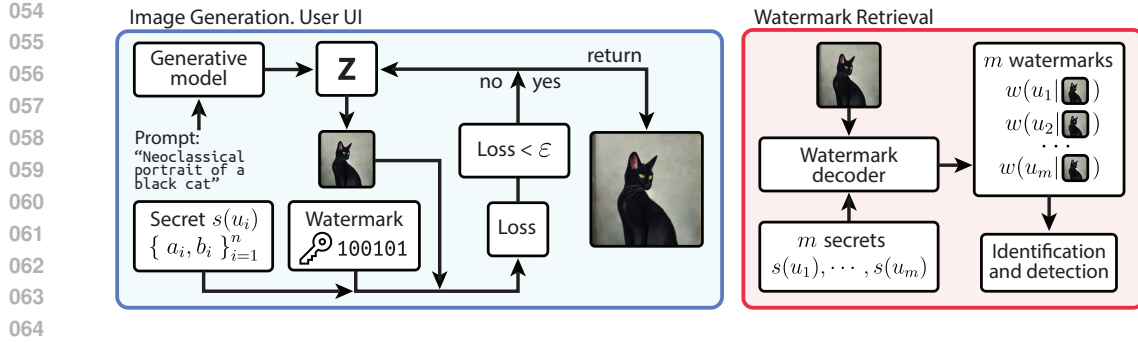 054
055
056
057
058
059
060
061
062
063
064
Image Generation. User UI
Generative
model
Z
return
no yes
Prompt:
“Neoclassical
portrait of a
black cat”
Loss < ε
Secret s(u_i)
{ a_i, b_i }_{i=1}^n
Watermark
100101
Loss
Watermark Retrieval
Watermark
decoder
m secrets
s(u_1), ⋯ , s(u_m)
m watermarks
w(u_1| )
w(u_2| )
⋯
w(u_m| )
Identification
and detection